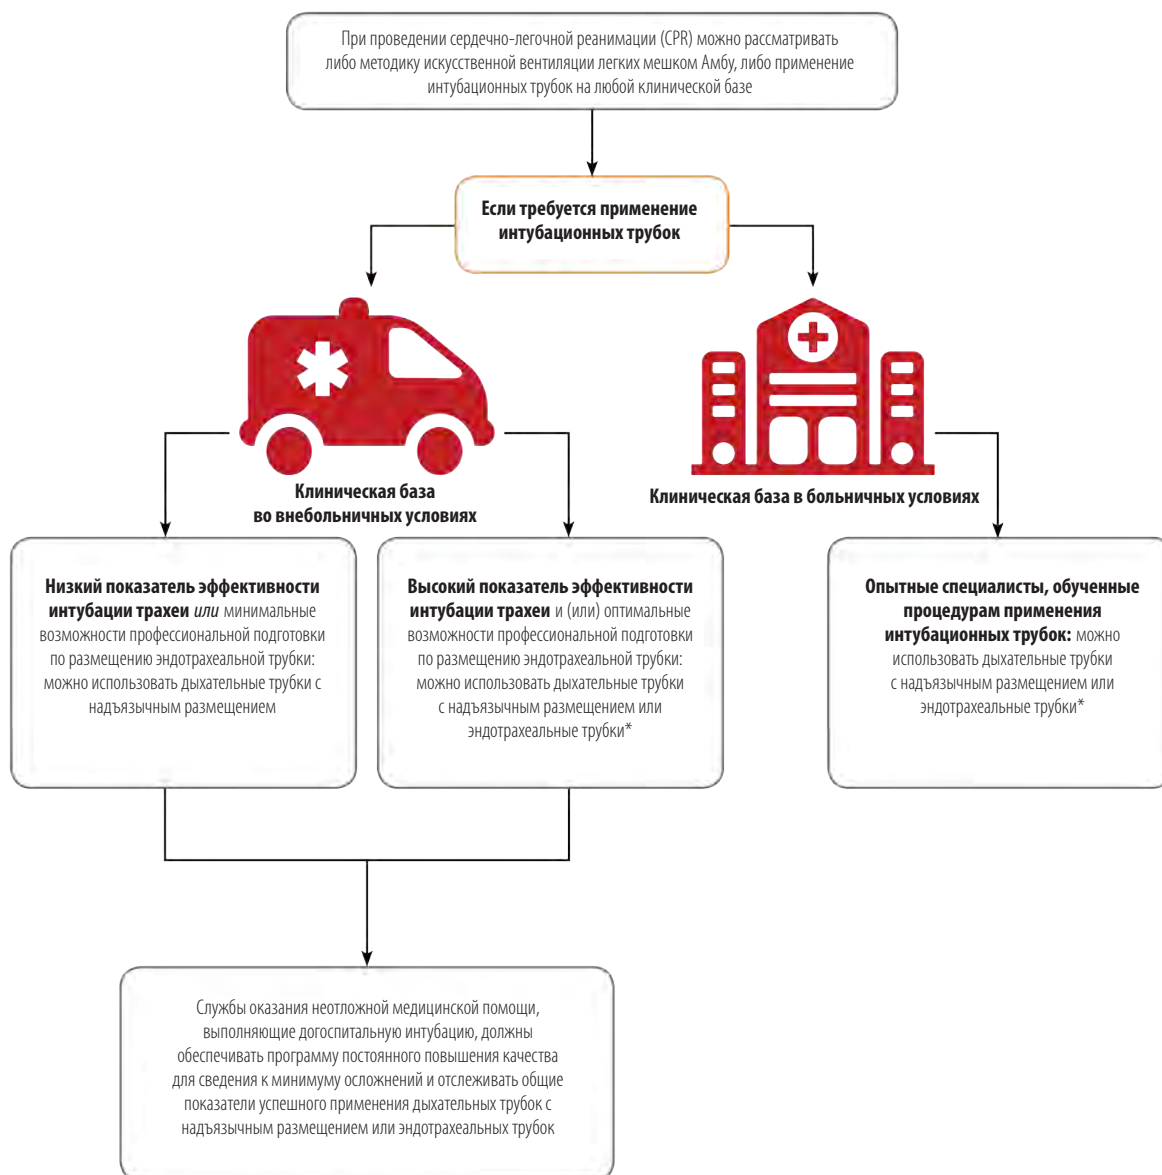 При проведении сердечно-легочной реанимации (CPR) можно рассматривать
либо методику искусственной вентиляции легких мешком Амбу, либо применение
интубационных трубок на любой клинической базе
Если требуется применение
интубационных трубок
Клиническая база
во внебольничных условиях
Клиническая база в больничных условиях
Низкий показатель эффективности
интубации трахеи или минимальные
возможности профессиональной подготовки
по размещению эндотрахеальной трубки:
можно использовать дыхательные трубки с
надъязычным размещением
Высокий показатель эффективности
интубации трахеи и (или) оптимальные
возможности профессиональной подготовки
по размещению эндотрахеальной трубки:
можно использовать дыхательные трубки
с надъязычным размещением или
эндотрахеальные трубки*
Опытные специалисты, обученные
процедурам применения
интубационных трубок: можно
использовать дыхательные трубки
с надъязычным размещением или
эндотрахеальные трубки*
Службы оказания неотложной медицинской помощи,
выполняющие догоспитальную интубацию, должны
обеспечивать программу постоянного повышения качества
для сведения к минимуму осложнений и отслеживать общие
показатели успешного применения дыхательных трубок с
надъязычным размещением или эндотрахеальных трубок